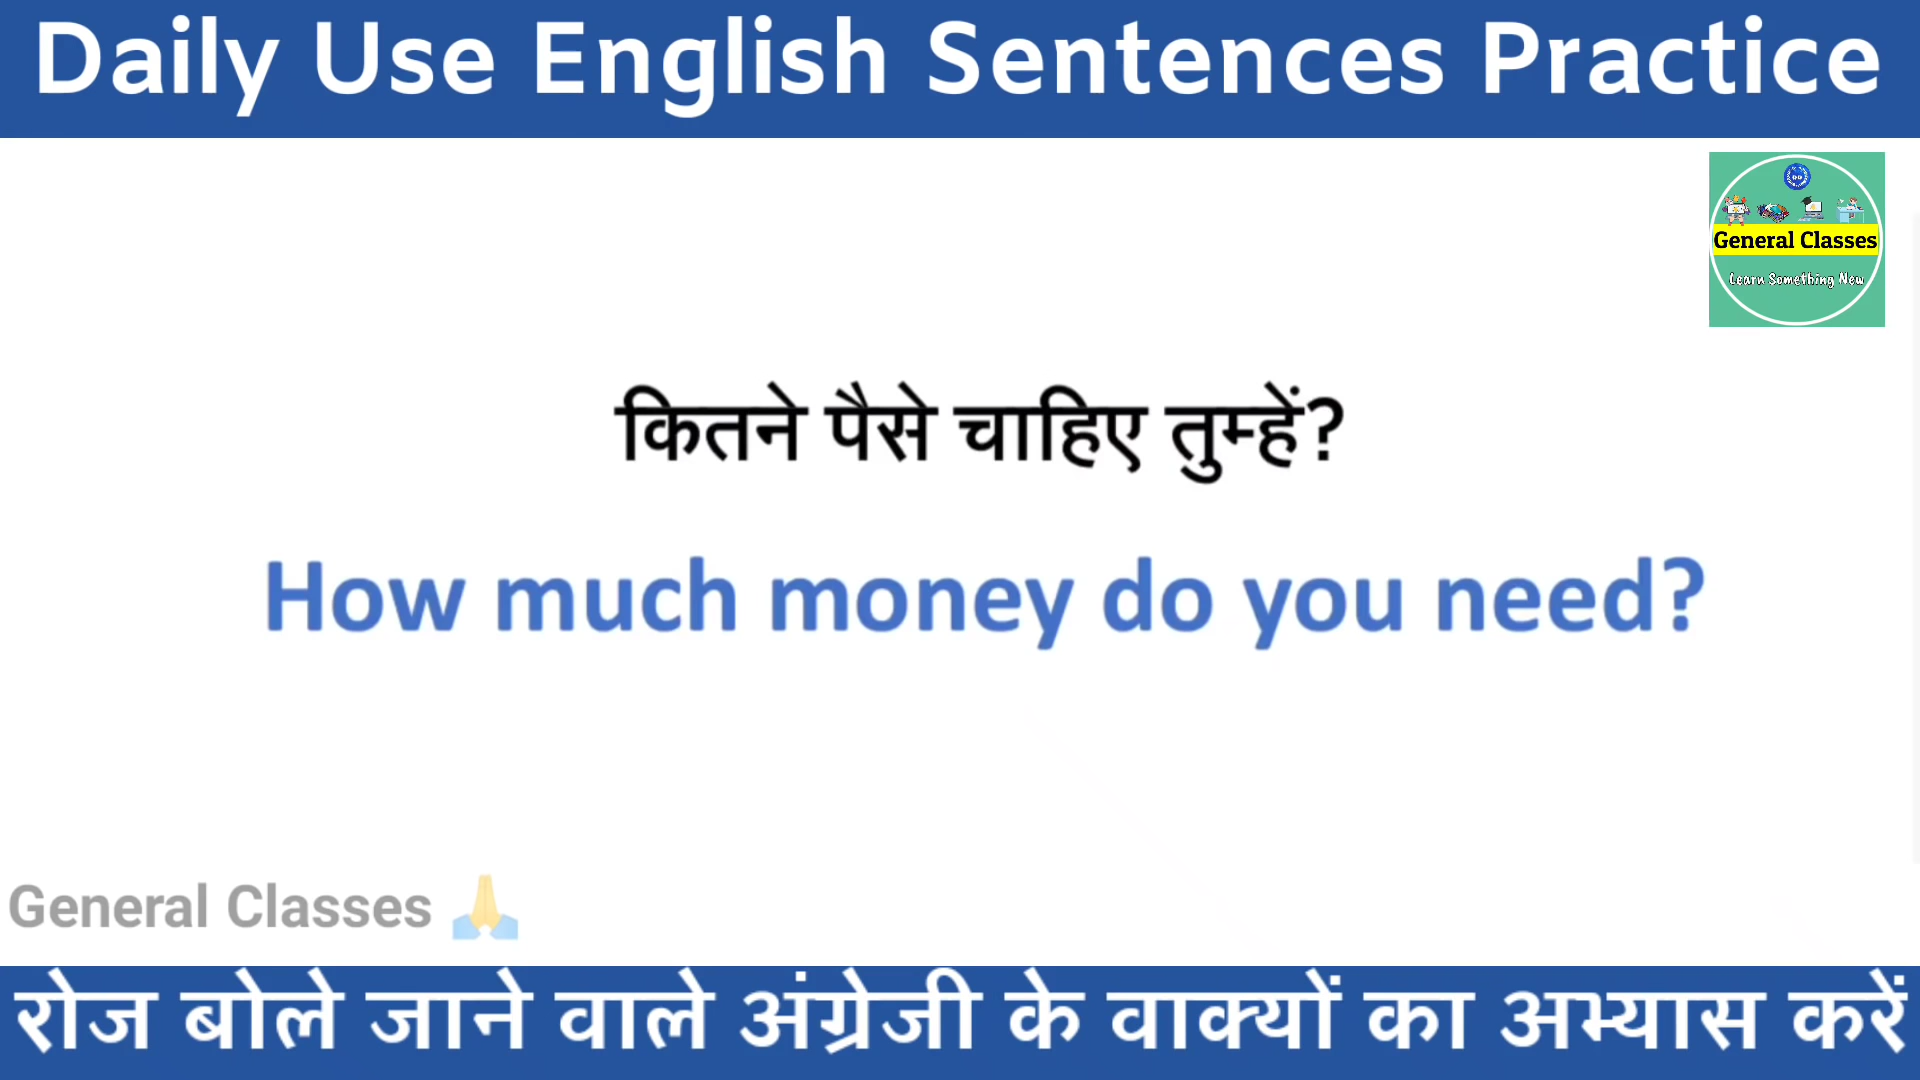 Daily Use English Sentences Practice
General Classes
Learn Something New
कितने पैसे चाहिए तुम्हें?
How much money do you need?
General Classes 🙏
रोज बोले जाने वाले अंग्रेजी के वाक्यों का अभ्यास करें